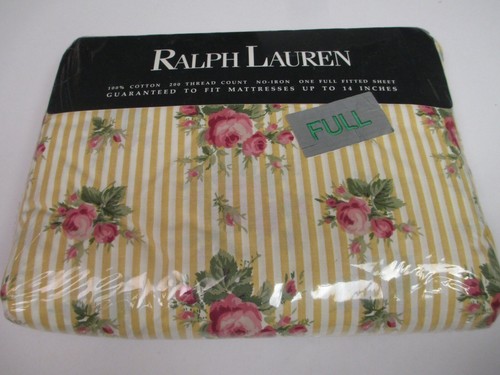 RALPH LAUREN
100% COTTON 200 THREAD COUNT NO-IRON ONE FULL FITTED SHEET
GUARANTEED TO FIT MATTRESSES UP TO 14 INCHES
FULL